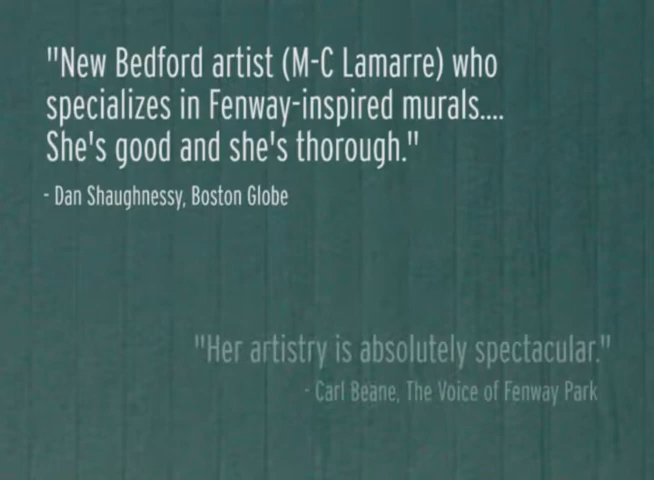 "New Bedford artist (M-C Lamarre) who
specializes in Fenway-inspired murals....
She's good and she's thorough."
- Dan Shaughnessy, Boston Globe
"Her artistry is absolutely spectacular."
- Carl Beane, The Voice of Fenway Park